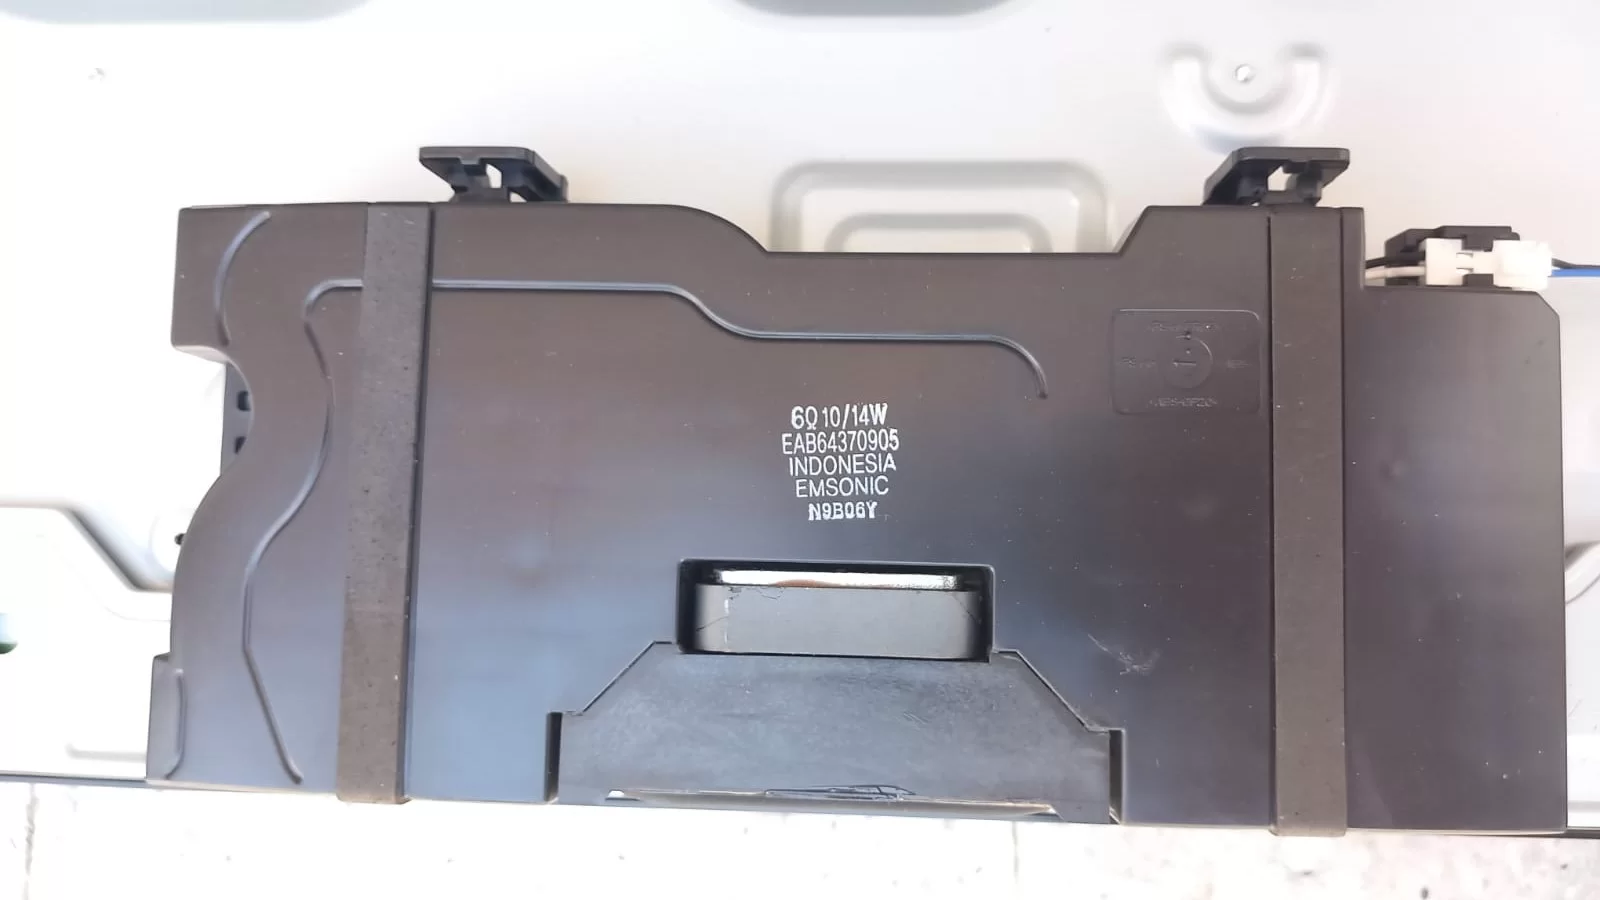 6Ω 10/14W
EAB64370905
INDONESIA
EMSONIC
N9B06Y